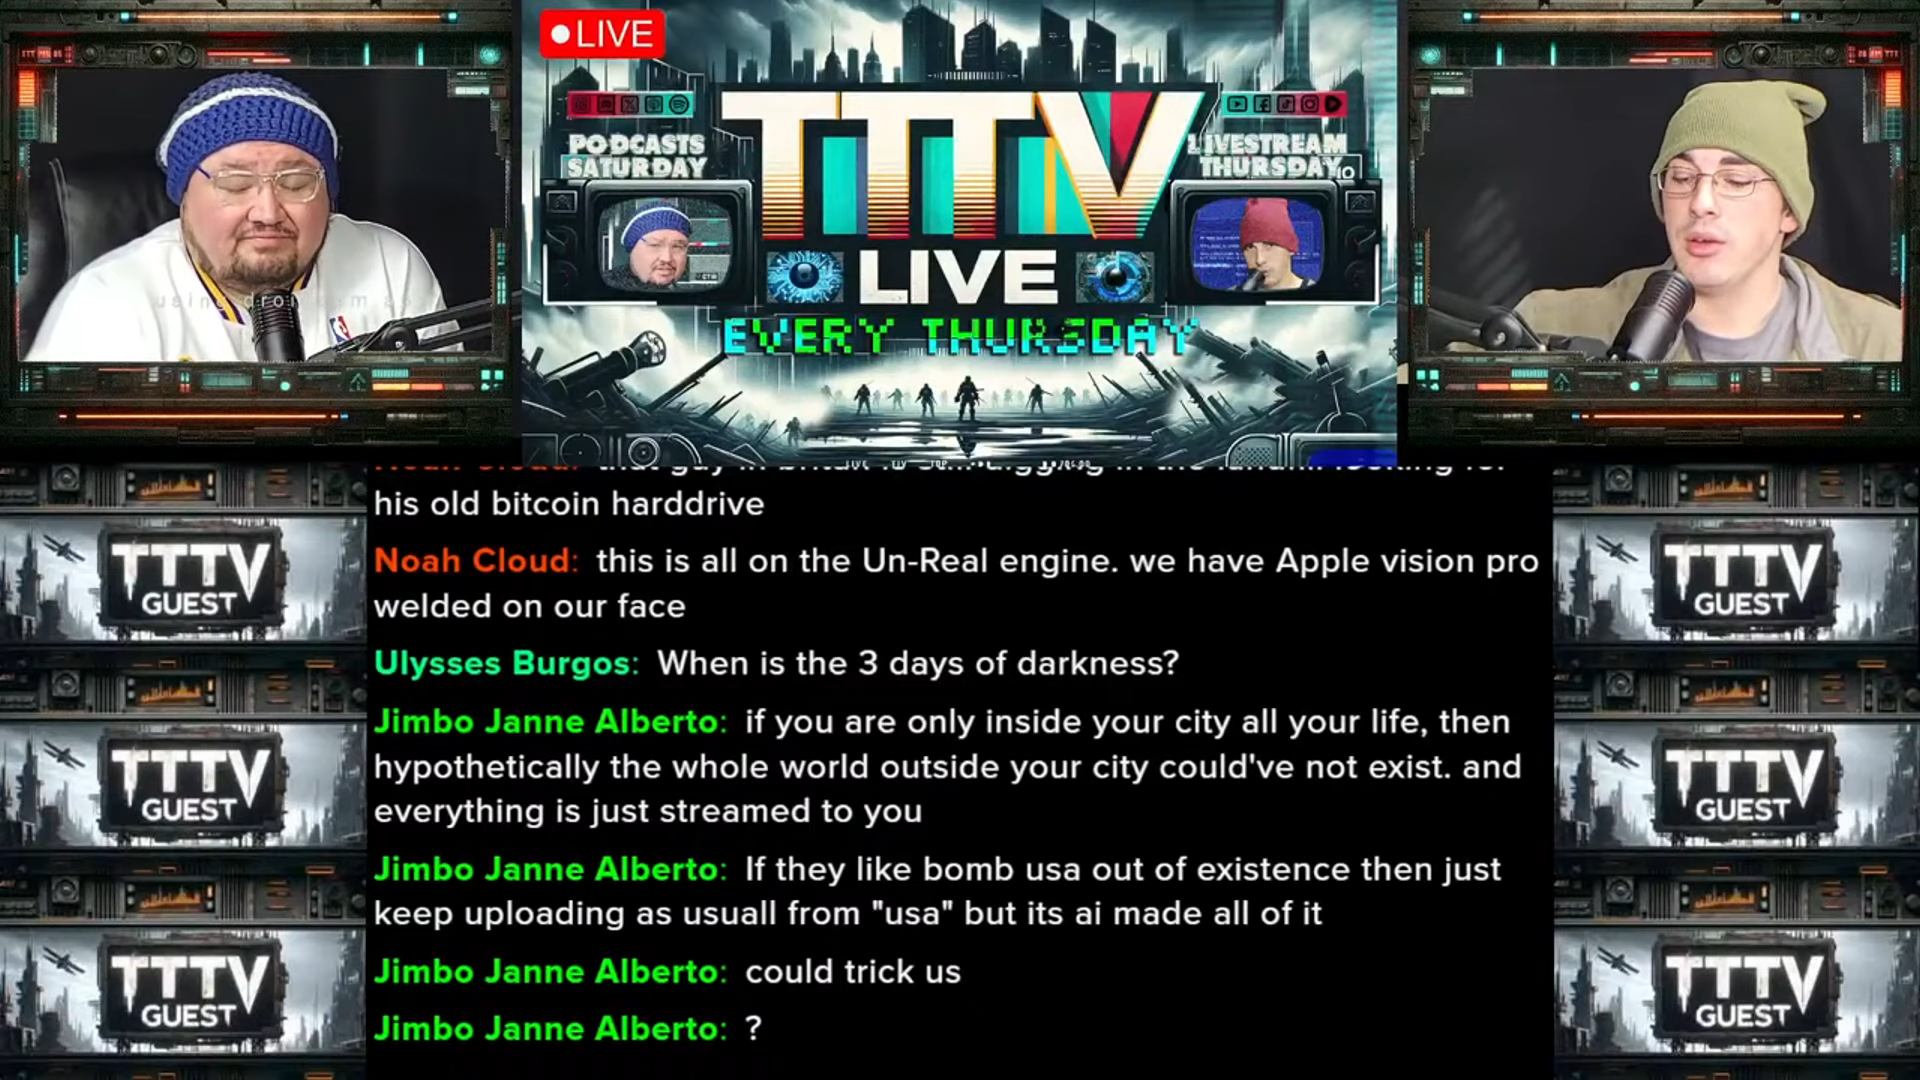 LIVE
PODCASTS
SATURDAY
TTTV
LIVE
EVERY THURSDAY
LIVESTREAM
THURSDAY
his old bitcoin harddrive
Noah Cloud: this is all on the Un-Real engine. we have Apple vision pro
welded on our face
Ulysses Burgos: When is the 3 days of darkness?
Jimbo Janne Alberto: if you are only inside your city all your life, then
hypothetically the whole world outside your city could've not exist. and
everything is just streamed to you
Jimbo Janne Alberto: If they like bomb usa out of existence then just
keep uploading as usuall from "usa" but its ai made all of it
Jimbo Janne Alberto: could trick us
Jimbo Janne Alberto: ?
TTTV
GUEST
TTTV
GUEST
TTTV
GUEST
TTTV
GUEST
TTTV
GUEST
TTTV
GUEST